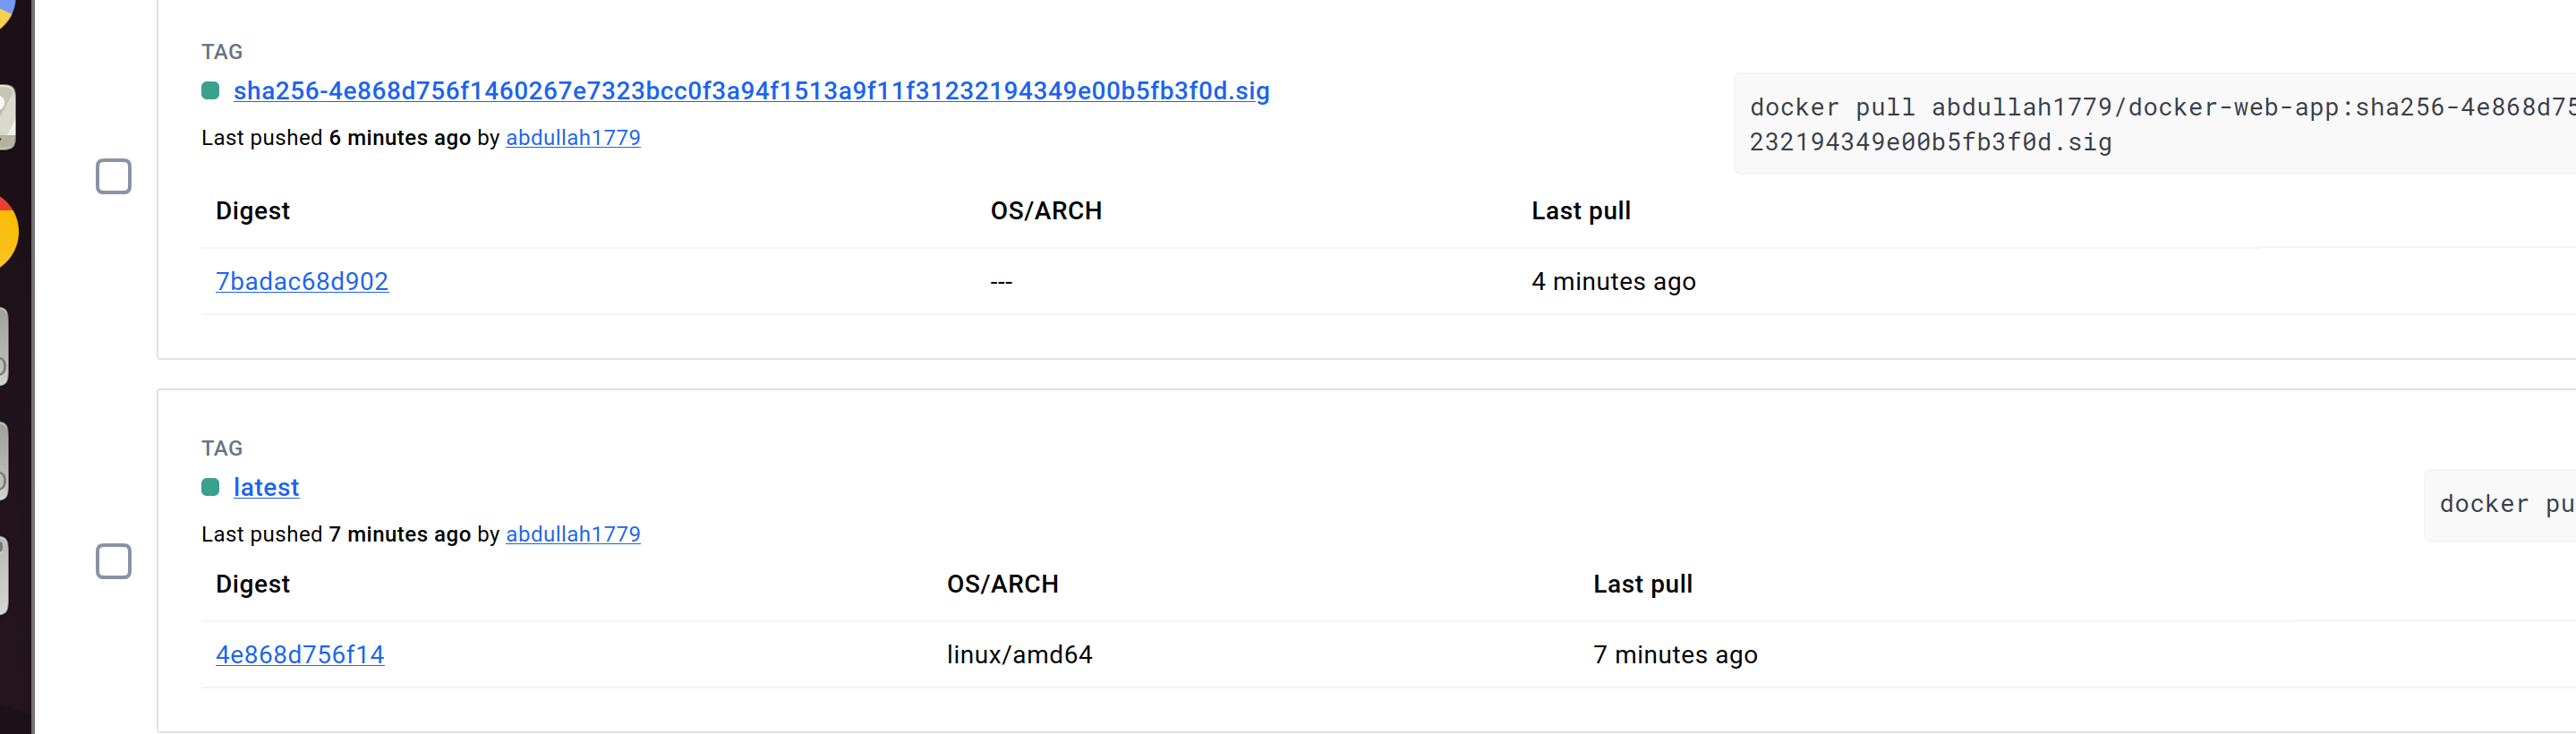 TAG
sha256-4e868d756f1460267e7323bcc0f3a94f1513a9f11f31232194349e00b5fb3f0d.sig
docker pull abdullah1779/docker-web-app:sha256-4e868d75
232194349e00b5fb3f0d.sig
Last pushed 6 minutes ago by abdullah1779
Digest OS/ARCH Last pull
7badac68d902 --- 4 minutes ago
TAG
latest
docker pu
Last pushed 7 minutes ago by abdullah1779
Digest OS/ARCH Last pull
4e868d756f14 linux/amd64 7 minutes ago